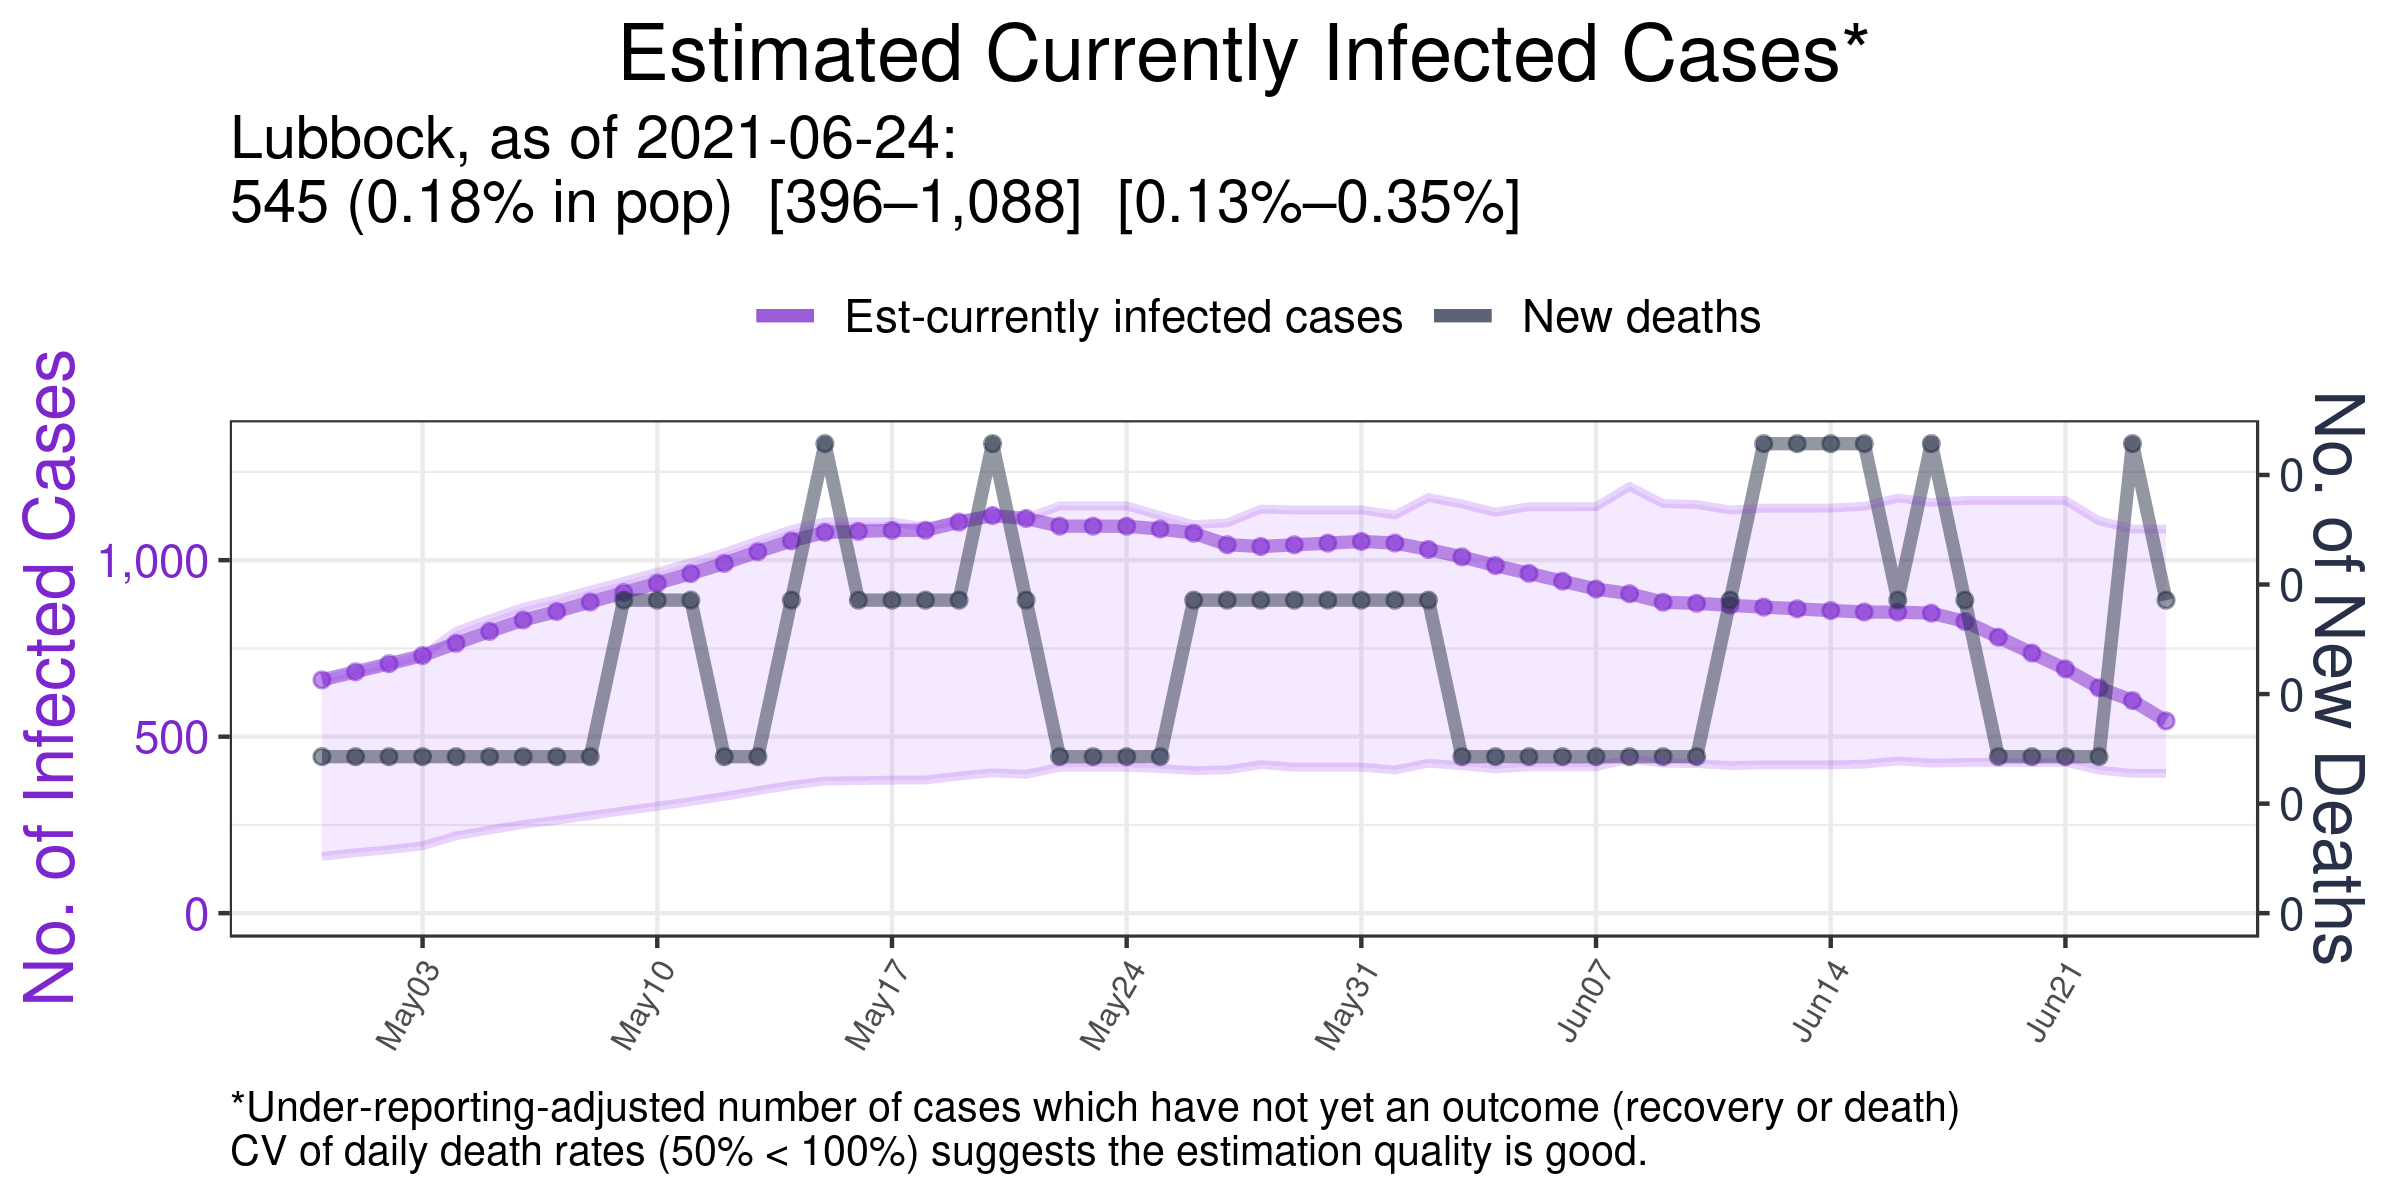 Estimated Currently Infected Cases*
Lubbock, as of 2021-06-24:
545 (0.18% in pop) [396–1,088] [0.13%–0.35%]
Est-currently infected cases
New deaths
No. of Infected Cases
1,000
500
0
No. of New Deaths
0
0
0
0
0
May03
May10
May17
May24
May31
Jun07
Jun14
Jun21
*Under-reporting-adjusted number of cases which have not yet an outcome (recovery or death)
CV of daily death rates (50% < 100%) suggests the estimation quality is good.